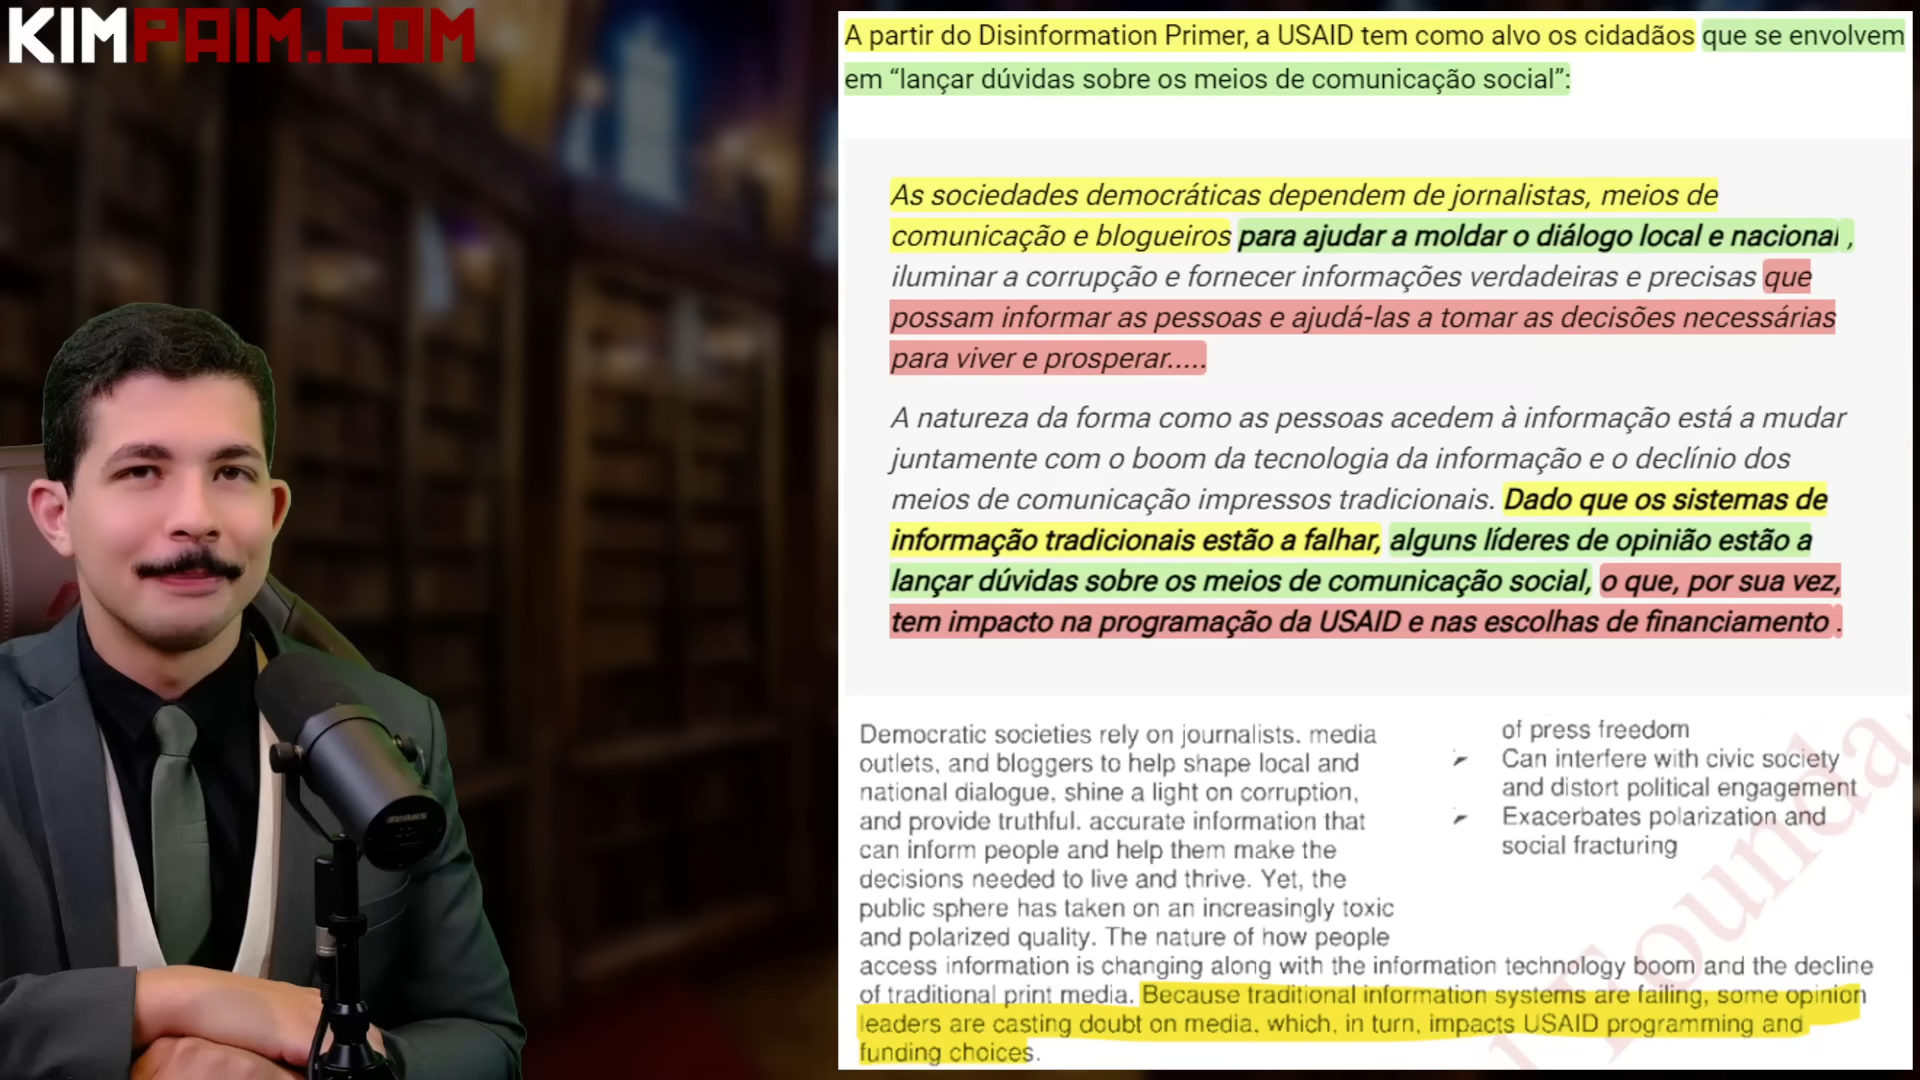 KIMPAIM.COM
A partir do Disinformation Primer, a USAID tem como alvo os cidadãos que se envolvem
em “lançar dúvidas sobre os meios de comunicação social”:
As sociedades democráticas dependem de jornalistas, meios de
comunicação e blogueiros para ajudar a moldar o diálogo local e nacional ,
iluminar a corrupção e fornecer informações verdadeiras e precisas que
possam informar as pessoas e ajudá-las a tomar as decisões necessárias
para viver e prosperar.....
A natureza da forma como as pessoas acedem à informação está a mudar
juntamente com o boom da tecnologia da informação e o declínio dos
meios de comunicação impressos tradicionais. Dado que os sistemas de
informação tradicionais estão a falhar, alguns líderes de opinião estão a
lançar dúvidas sobre os meios de comunicação social, o que, por sua vez,
tem impacto na programação da USAID e nas escolhas de financiamento .
Democratic societies rely on journalists. media
outlets, and bloggers to help shape local and
national dialogue, shine a light on corruption,
and provide truthful. accurate information that
can inform people and help them make the
decisions needed to live and thrive. Yet, the
public sphere has taken on an increasingly toxic
and polarized quality. The nature of how people
access information is changing along with the information technology boom and the decline
of traditional print media. Because traditional information systems are failing, some opinion
leaders are casting doubt on media, which, in turn, impacts USAID programming and
funding choices.
of press freedom
➤ Can interfere with civic society
and distort political engagement
➤ Exacerbates polarization and
social fracturing
SHURE